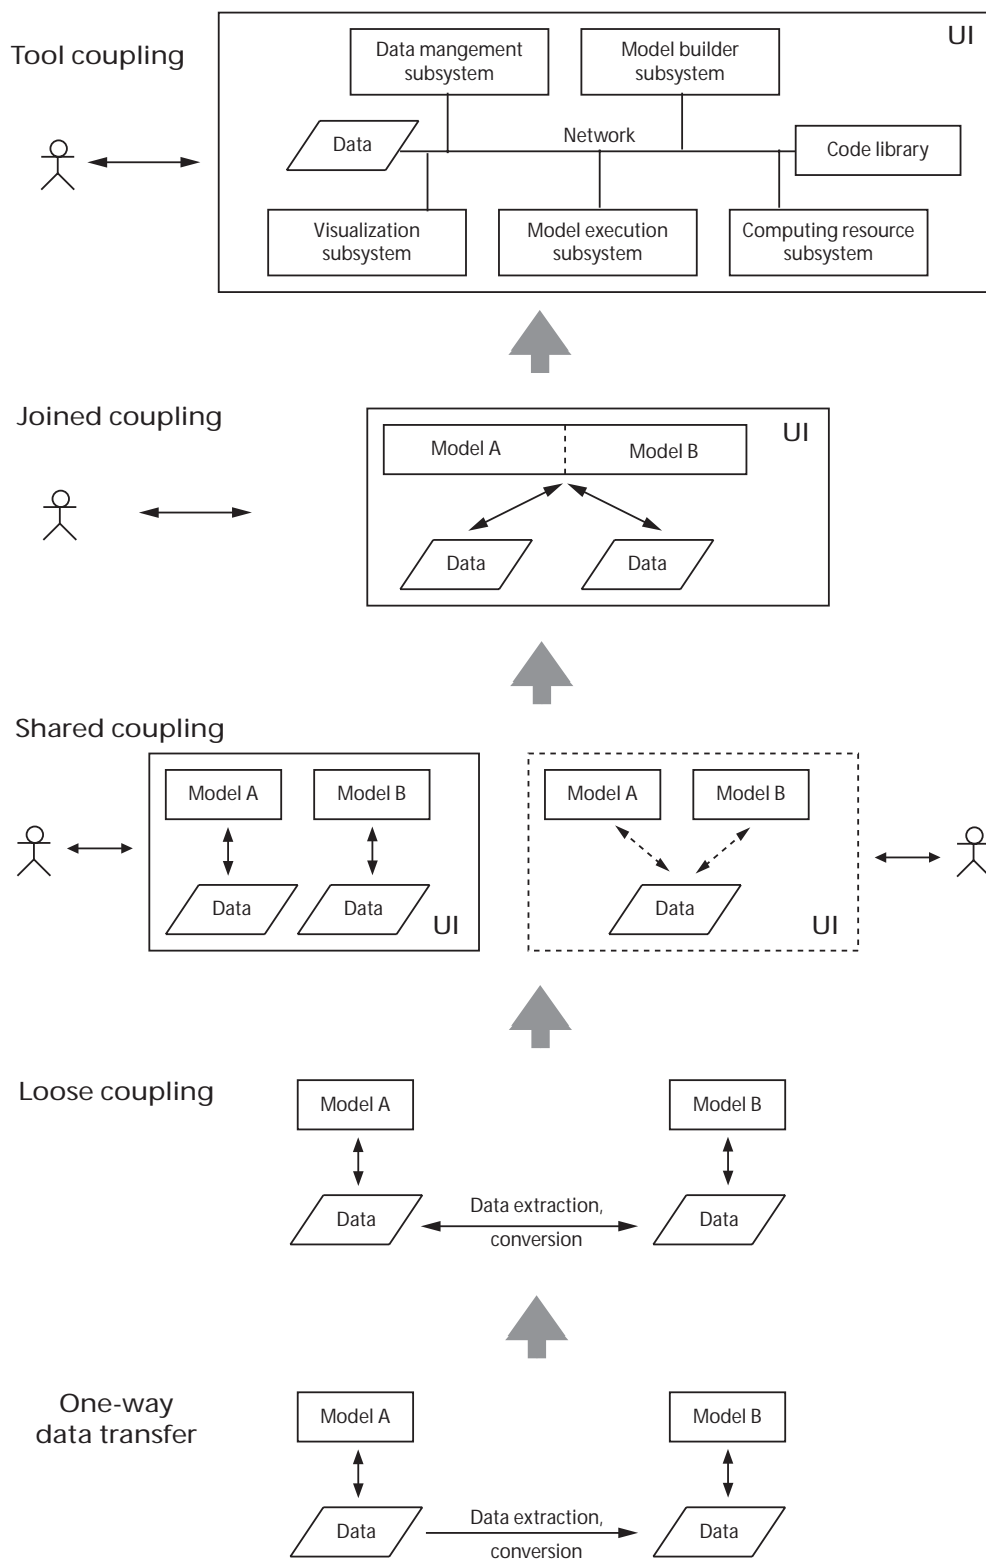 Tool coupling
UI
Data mangement
subsystem
Model builder
subsystem
Data
Network
Code library
Visualization
subsystem
Model execution
subsystem
Computing resource
subsystem
Joined coupling
UI
Model A
Model B
Data
Data
Shared coupling
Model A
Model B
Data
Data
UI
Model A
Model B
Data
UI
Loose coupling
Model A
Model B
Data
Data extraction,
conversion
Data
One-way
data transfer
Model A
Model B
Data
Data extraction,
conversion
Data